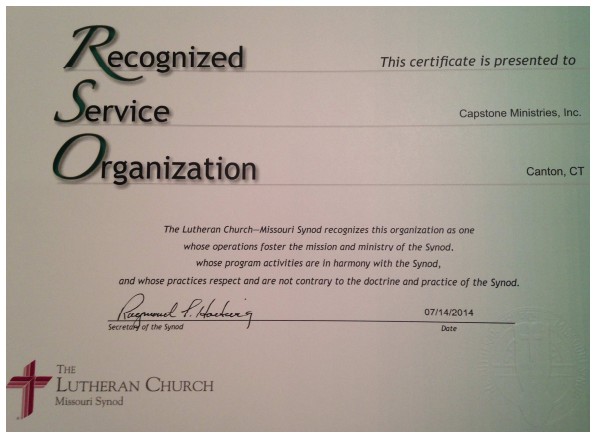 Recognized
This certificate is presented to
Service
Capstone Ministries, Inc.
Organization
Canton, CT
The Lutheran Church—Missouri Synod recognizes this organization as one
whose operations foster the mission and ministry of the Synod.
whose program activities are in harmony with the Synod,
and whose practices respect and are not contrary to the doctrine and practice of the Synod.
Raymond L. Hartwig
07/14/2014
Secretary of the Synod
Date
THE
LUTHERAN CHURCH
Missouri Synod